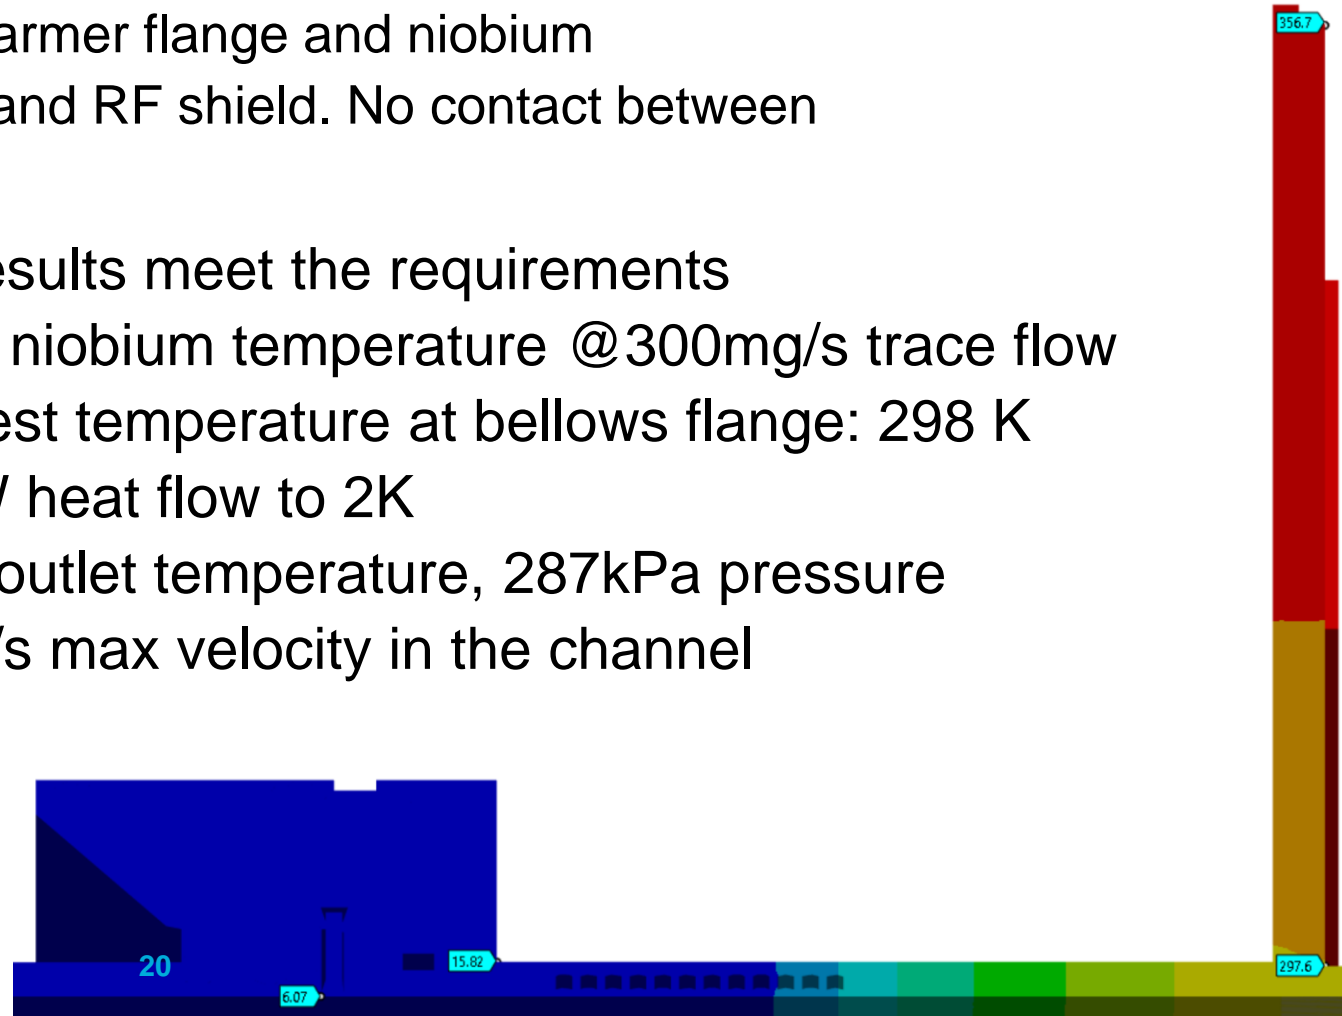 armer flange and niobium
and RF shield. No contact between
esults meet the requirements
niobium temperature @300mg/s trace flow
est temperature at bellows flange: 298 K
/ heat flow to 2K
outlet temperature, 287kPa pressure
/s max velocity in the channel
356.7
15.82
20
297.6
6.07